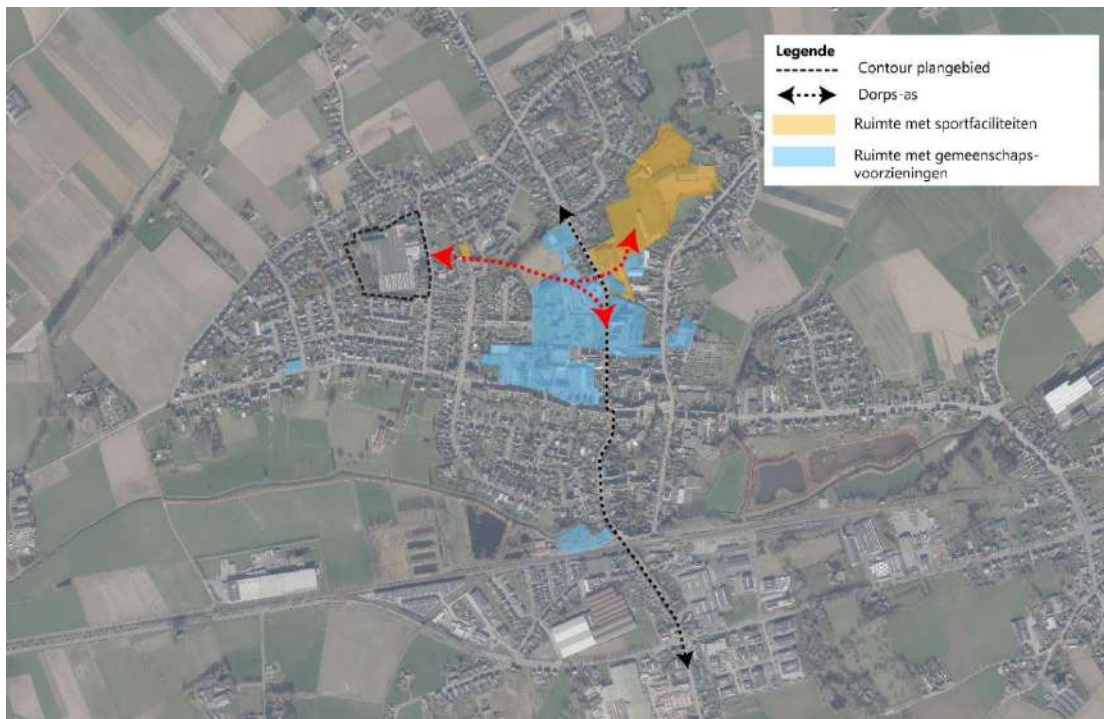 Legende
Contour plangebied
Dorps-as
Ruimte met sportfaciliteiten
Ruimte met gemeenschaps-
voorzieningen